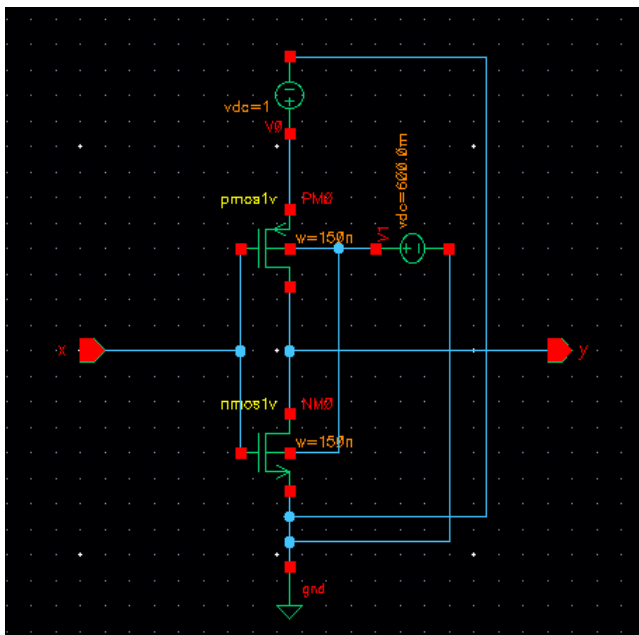 vdc=1
V0
vdc=600.0m
pmos1v PM0
w=150n
V1
x
y
nmos1v NM0
w=150n
gnd